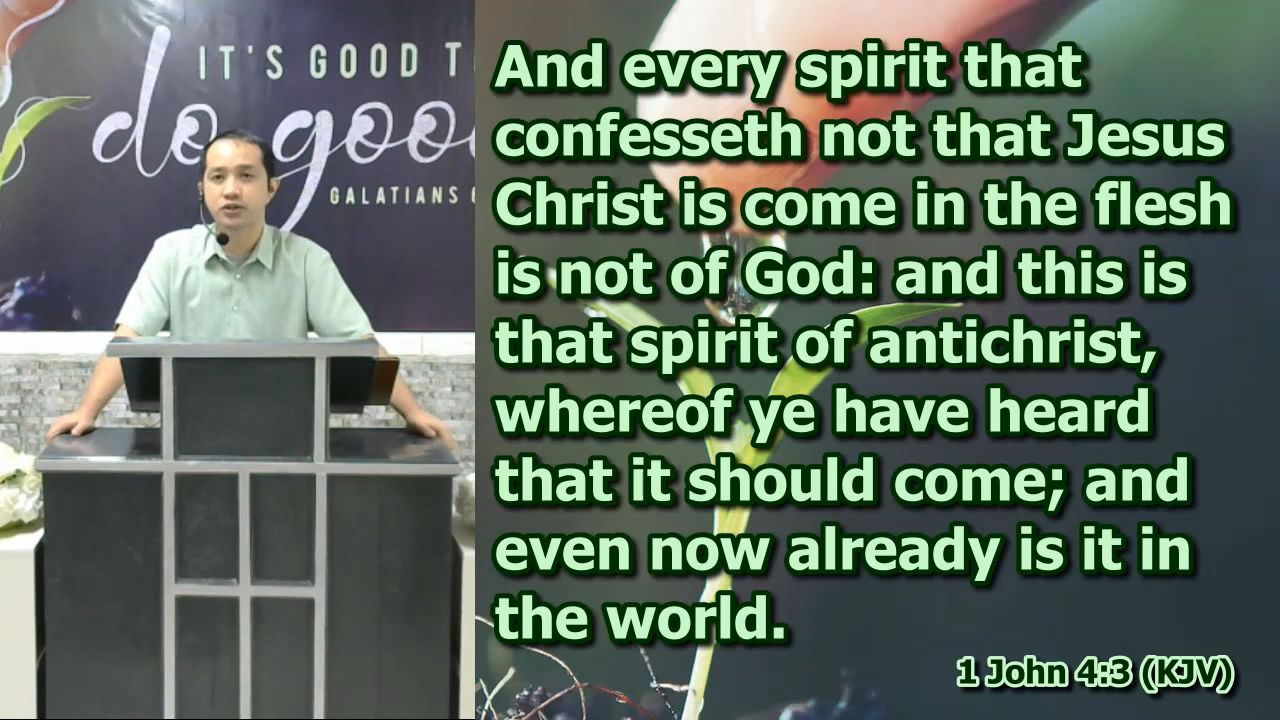 IT'S GOOD T
do goo
GALATIANS 6
And every spirit that
confesseth not that Jesus
Christ is come in the flesh
is not of God: and this is
that spirit of antichrist,
whereof ye have heard
that it should come; and
even now already is it in
the world.
1 John 4:3 (KJV)